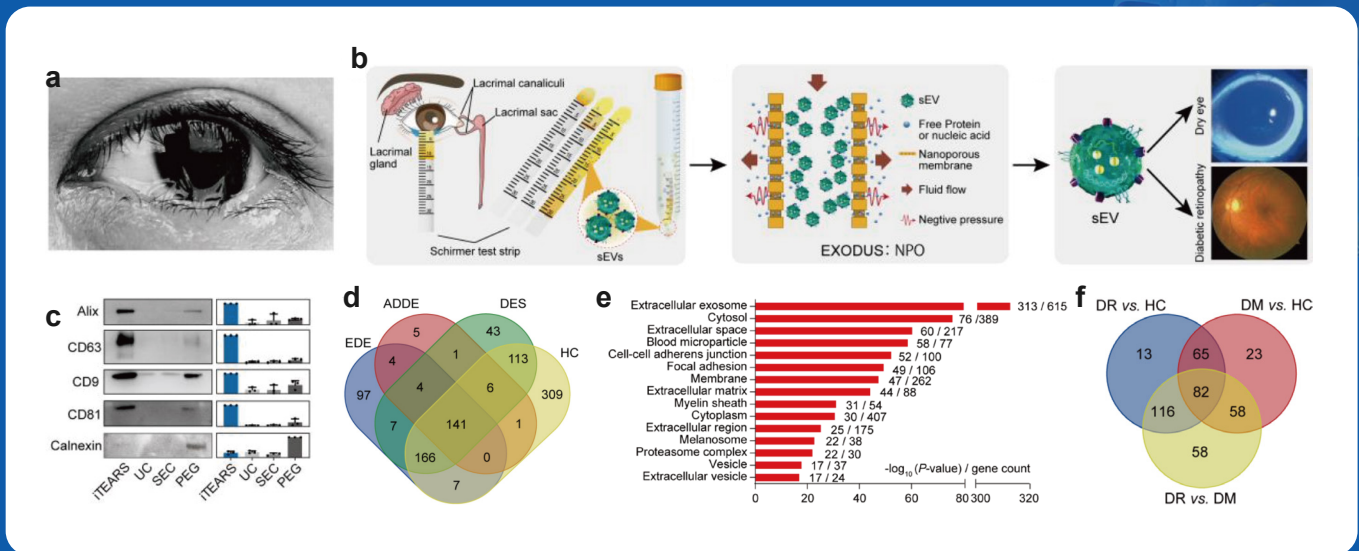 a
b
Lacrimal canaliculi
Lacrimal sac
Lacrimal
gland
Schirmer test strip
sEVs
sEV
Free Protein
or nucleic acid
Nanoporous
membrane
Fluid flow
Negtive pressure
EXODUS: NPO
sEV
Dry eye
Diabetic retinopathy
c
Alix
CD63
CD9
CD81
Calnexin
iTEARS
UC
SEC
PEG
iTEARS
UC
SEC
PEG
d
ADDE
DES
EDE
HC
5
43
4
1
113
97
4
6
309
7
141
1
166
0
7
e
Extracellular exosome 313 / 615
Cytosol 76 /389
Extracellular space 60 / 217
Blood microparticle 58 / 77
Cell-cell adherens junction 52 / 100
Focal adhesion 49 / 106
Membrane 47 / 262
Extracellular matrix 44 / 88
Myelin sheath 31 / 54
Cytoplasm 30 / 407
Extracellular region 25 / 175
Melanosome 22 / 38
Proteasome complex 22 / 30
Vesicle 17 / 37
Extracellular vesicle 17 / 24
-log10 (P-value) / gene count
0 20 40 60 80 300 320
f
DR vs. HC
DM vs. HC
13
65
23
82
116
58
58
DR vs. DM